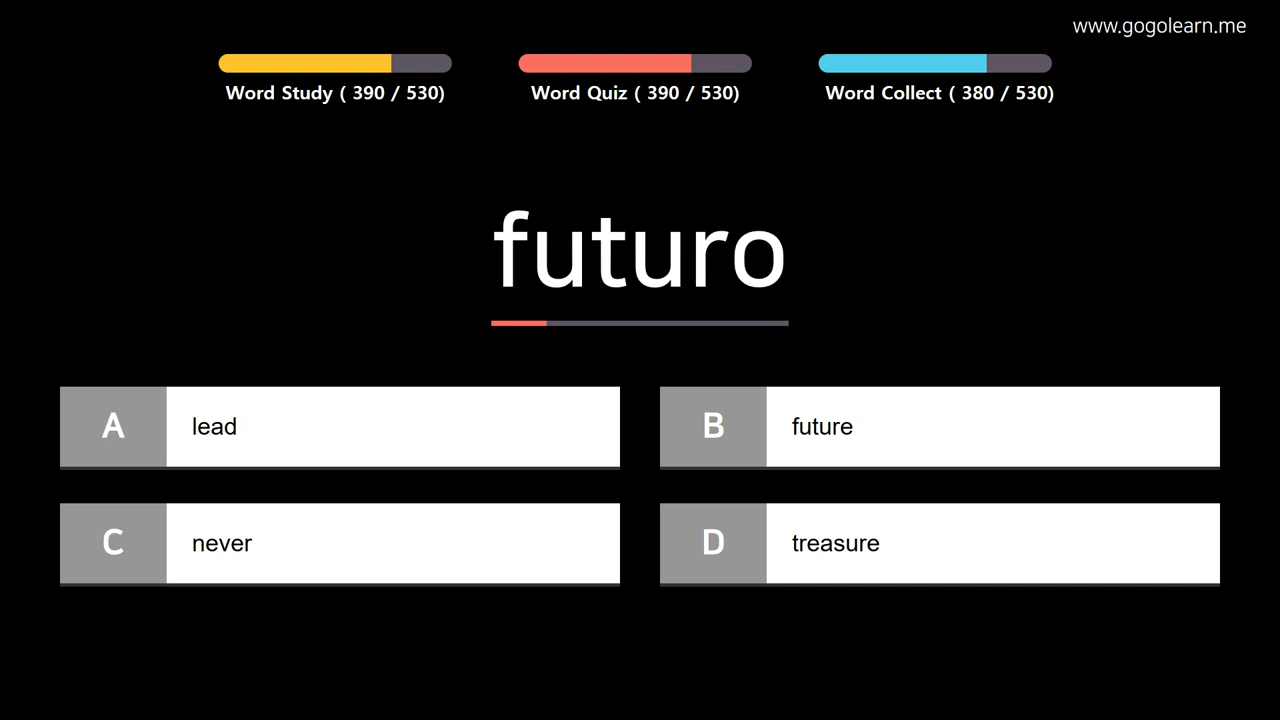 www.gogolearn.me
Word Study ( 390 / 530) Word Quiz ( 390 / 530) Word Collect ( 380 / 530)
futuro
A lead
B future
C never
D treasure